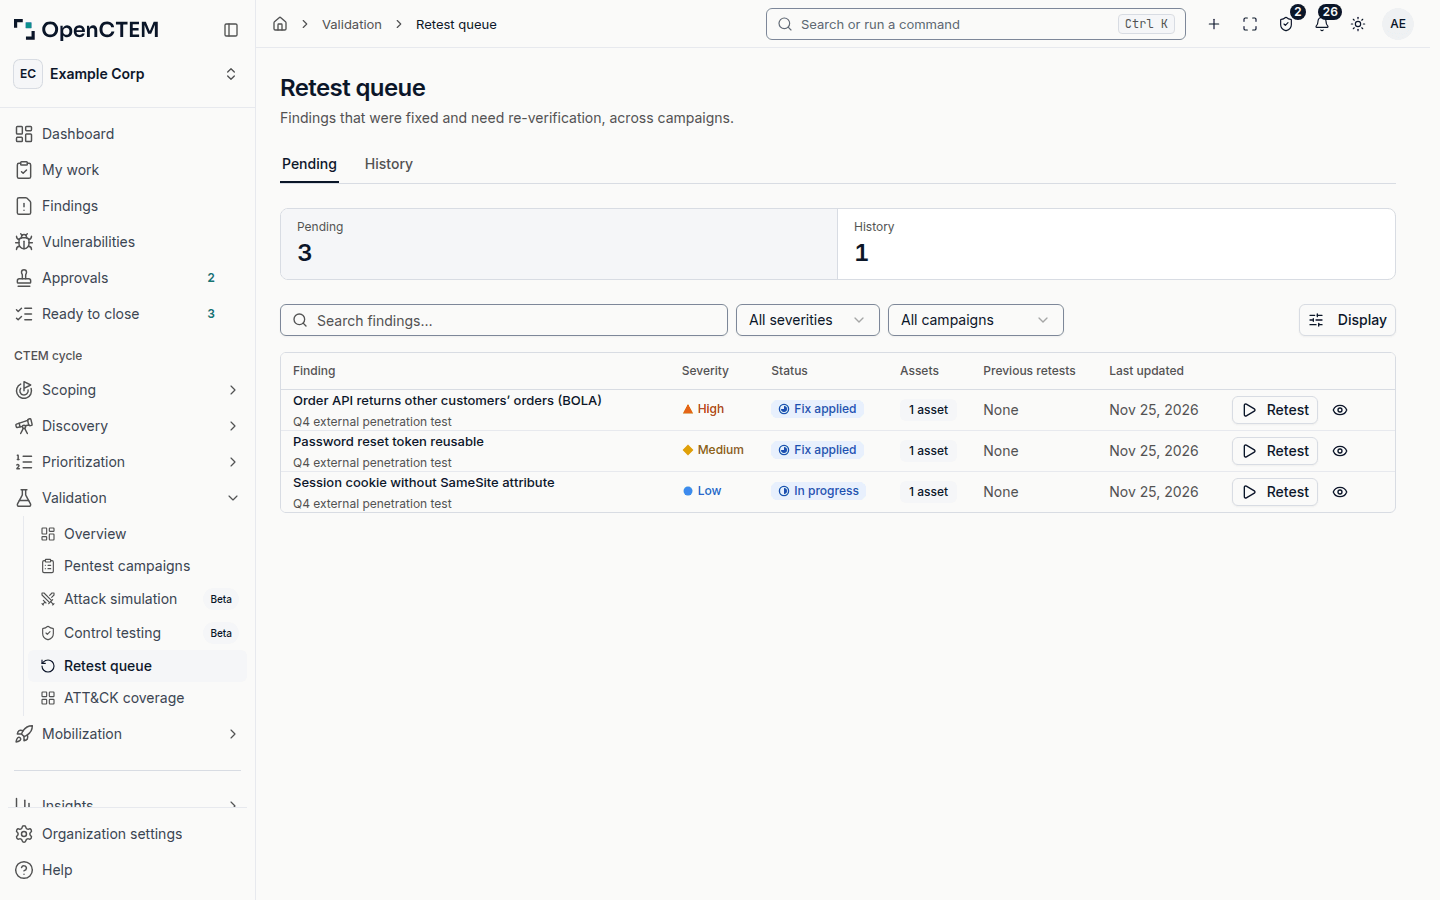 OpenCTEM
EC Example Corp
Dashboard
My work
Findings
Vulnerabilities
Approvals 2
Ready to close 3
CTEM cycle
Scoping
Discovery
Prioritization
Validation
Overview
Pentest campaigns
Attack simulation Beta
Control testing Beta
Retest queue
ATT&CK coverage
Mobilization
Insights
Organization settings
Help
Validation Retest queue
Search or run a command Ctrl K
2
26
AE
Retest queue
Findings that were fixed and need re-verification, across campaigns.
Pending History
Pending
3
History
1
Search findings...
All severities
All campaigns
Display
Finding Severity Status Assets Previous retests Last updated
Order API returns other customers’ orders (BOLA)
Q4 external penetration test
High Fix applied 1 asset None Nov 25, 2026 Retest
Password reset token reusable
Q4 external penetration test
Medium Fix applied 1 asset None Nov 25, 2026 Retest
Session cookie without SameSite attribute
Q4 external penetration test
Low In progress 1 asset None Nov 25, 2026 Retest